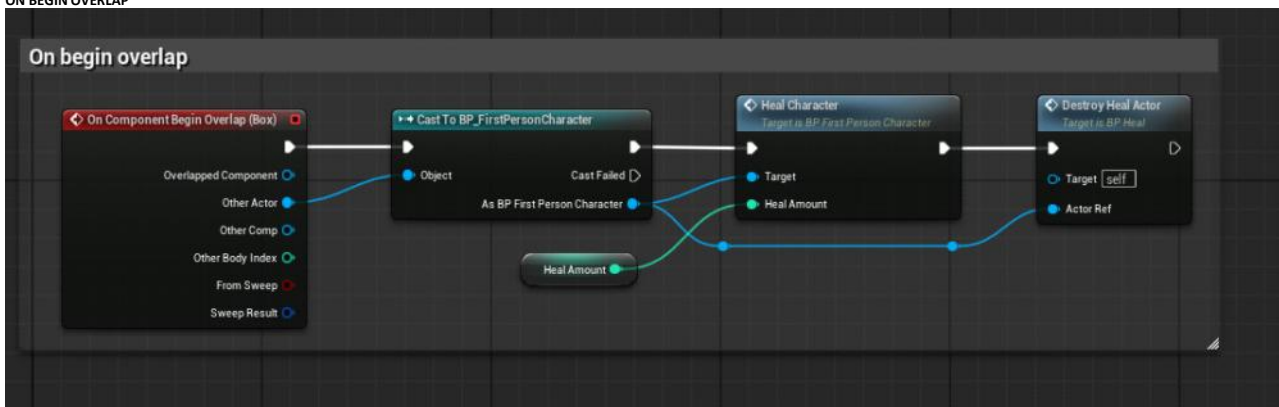 ON BEGIN OVERLAP
On begin overlap
On Component Begin Overlap (Box)
Overlapped Component
Other Actor
Other Comp
Other Body Index
From Sweep
Sweep Result
Cast To BP_FirstPersonCharacter
Object
Cast Failed
As BP First Person Character
Heal Amount
Heal Character
Target is BP First Person Character
Target
Heal Amount
Destroy Heal Actor
Target is BP Heal
Target self
Actor Ref